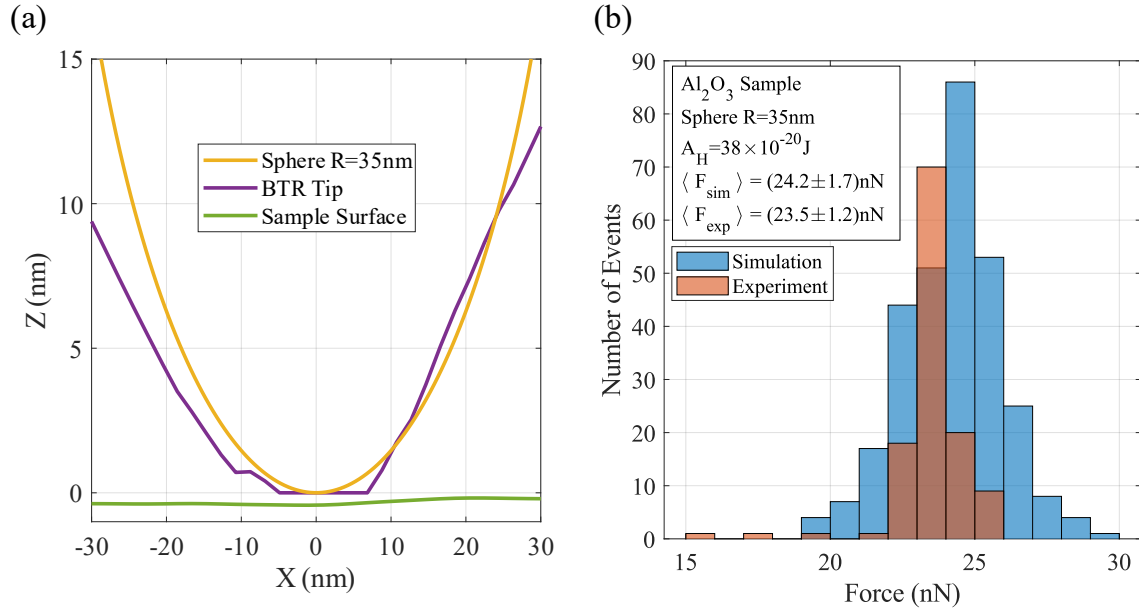 (a)
15
10
5
0
-30
-20
-10
0
10
20
30
Z (nm)
X (nm)
Sphere R=35nm
BTR Tip
Sample Surface
(b)
90
80
70
60
50
40
30
20
10
0
15
20
25
30
Number of Events
Force (nN)
Al₂O₃ Sample
Sphere R=35nm
A_H=38×10⁻²⁰J
⟨ F_sim ⟩ = (24.2±1.7)nN
⟨ F_exp ⟩ = (23.5±1.2)nN
Simulation
Experiment